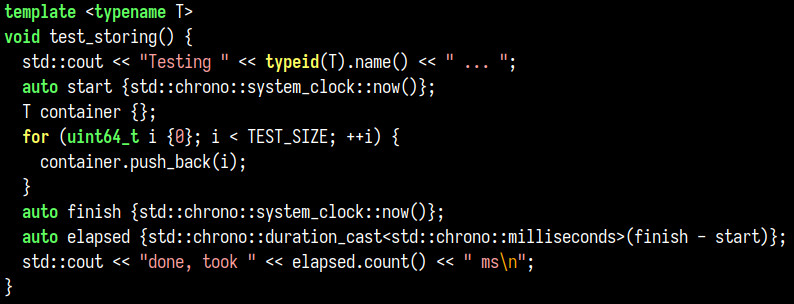 template <typename T>
void test_storing() {
  std::cout << "Testing " << typeid(T).name() << " ... ";
  auto start {std::chrono::system_clock::now()};
  T container {};
  for (uint64_t i {0}; i < TEST_SIZE; ++i) {
    container.push_back(i);
  }
  auto finish {std::chrono::system_clock::now()};
  auto elapsed {std::chrono::duration_cast<std::chrono::milliseconds>(finish - start)};
  std::cout << "done, took " << elapsed.count() << " ms\n";
}